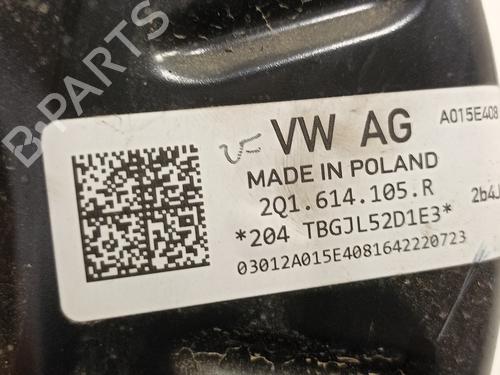 B-PARTS
VW AG
A015E408
MADE IN POLAND
2Q1.614.105.R
2b4J
*204 TBGJL52D1E3*
03012A015E4081642220723